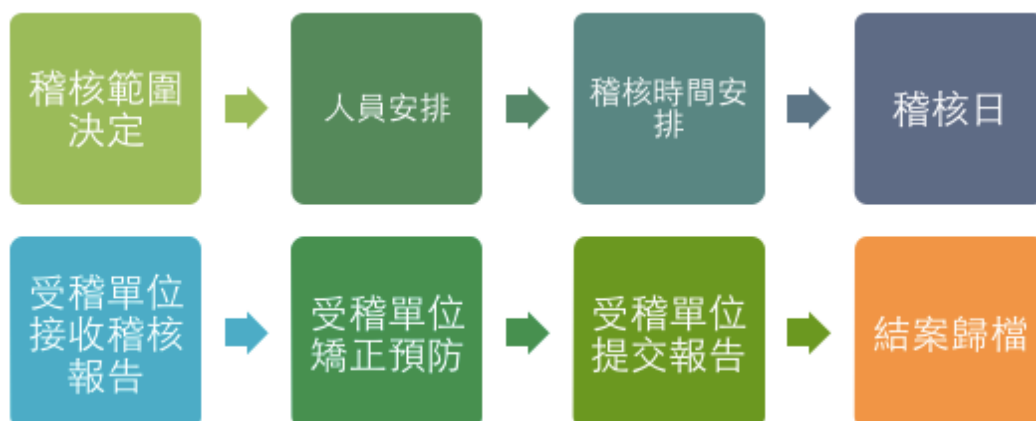 稽核範圍
決定
人員安排
稽核時間安
排
稽核日
受稽單位
接收稽核
報告
受稽單位
矯正預防
受稽單位
提交報告
結案歸檔